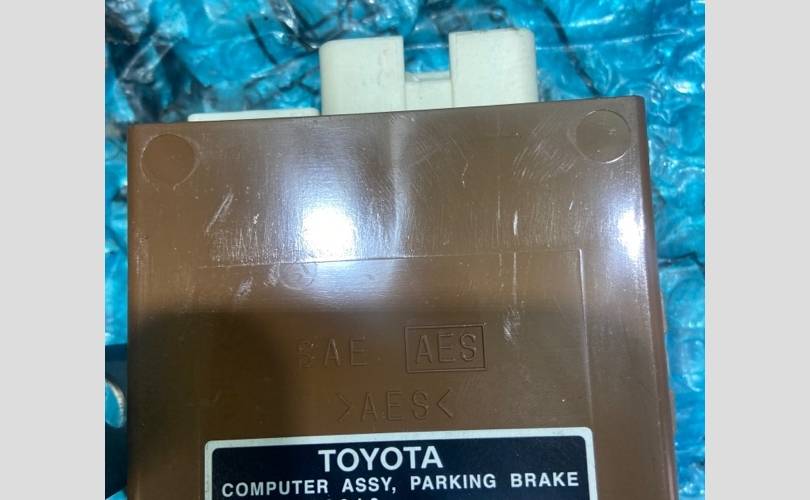 SAE AES
>AES<
TOYOTA
COMPUTER ASSY, PARKING BRAKE